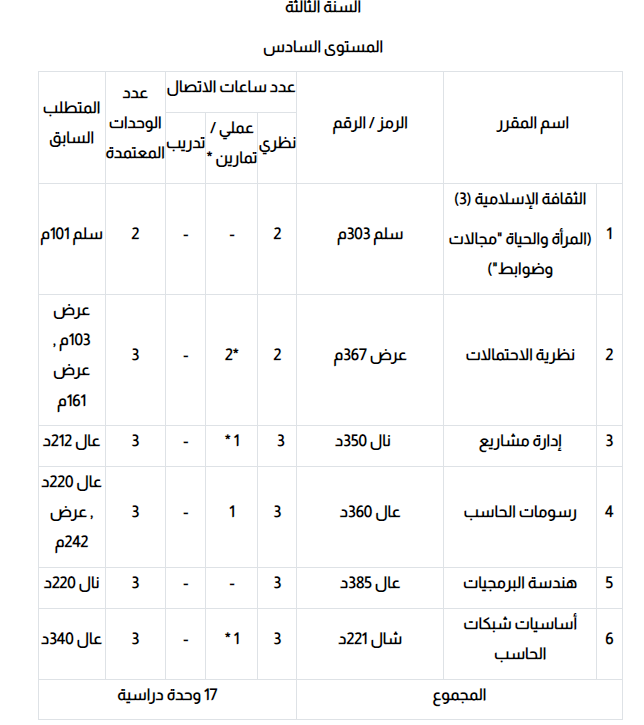 السنة الثالثة
المستوى السادس
اسم المقرر
الرمز / الرقم
عدد ساعات الاتصال
نظري
عملي /
تمارين *
تدريب
عدد
الوحدات
المعتمدة
المتطلب
السابق
1
الثقافة الإسلامية (3)
(المرأة والحياة "مجالات
وضوابط")
سلم 303م
2
-
-
2
سلم 101م
2
نظرية الاحتمالات
عرض 367م
2
2*
-
3
عرض
103م ,
عرض
161م
3
إدارة مشاريع
نال 350د
3
1 *
-
3
عال 212د
4
رسومات الحاسب
عال 360د
3
1
-
3
عال 220د
, عرض
242م
5
هندسة البرمجيات
عال 385د
3
-
-
3
نال 220د
6
أساسيات شبكات
الحاسب
شال 221د
3
1 *
-
3
عال 340د
المجموع
17 وحدة دراسية